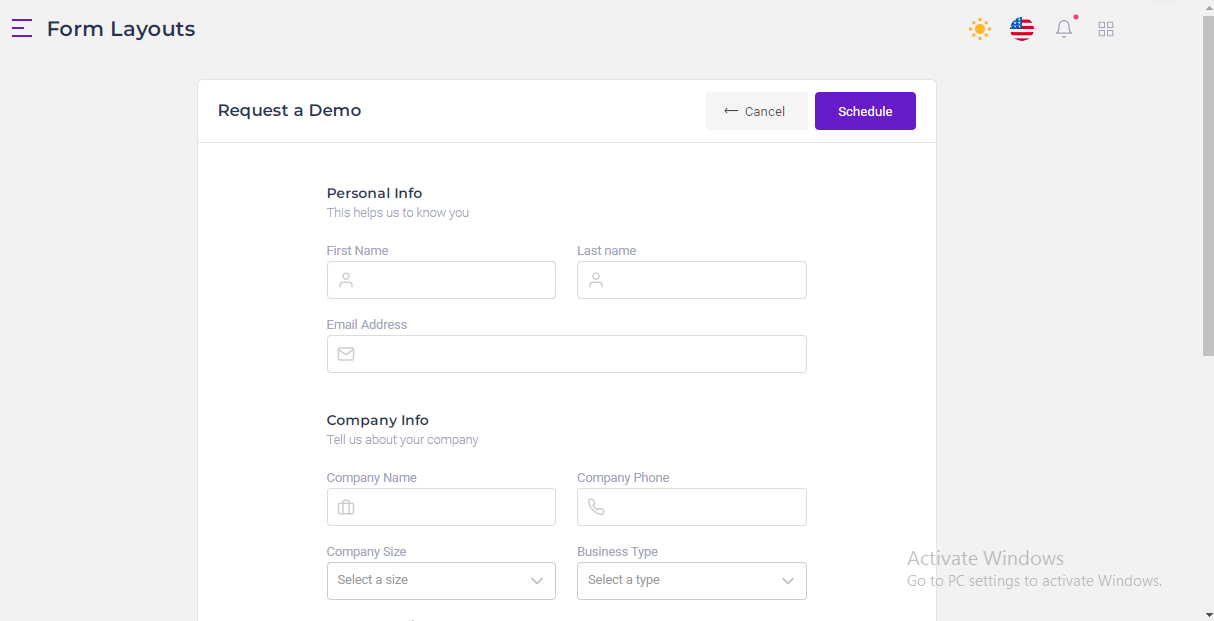 Form Layouts
Request a Demo
Cancel
Schedule
Personal Info
This helps us to know you
First Name
Last name
Email Address
Company Info
Tell us about your company
Company Name
Company Phone
Company Size
Business Type
Select a size
Select a type
Activate Windows
Go to PC settings to activate Windows.